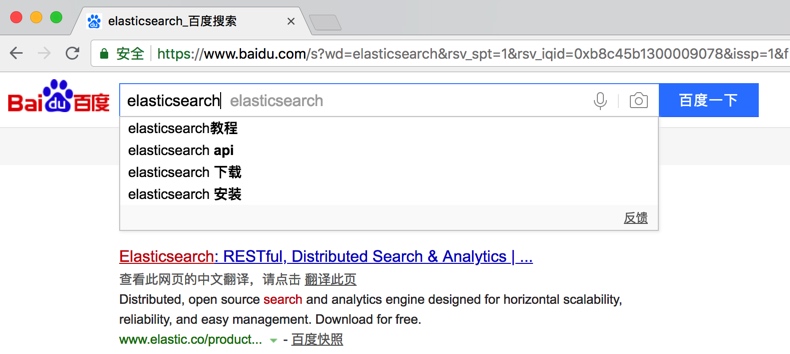 elasticsearch_百度搜索
安全 https://www.baidu.com/s?wd=elasticsearch&rsv_spt=1&rsv_iqid=0xb8c45b1300009078&issp=1&f
Bai du 百度 elasticsearch elasticsearch 百度一下
elasticsearch教程
elasticsearch api
elasticsearch 下载
elasticsearch 安装
反馈
Elasticsearch: RESTful, Distributed Search & Analytics | ...
查看此网页的中文翻译，请点击 翻译此页
Distributed, open source search and analytics engine designed for horizontal scalability,
reliability, and easy management. Download for free.
www.elastic.co/product... - 百度快照